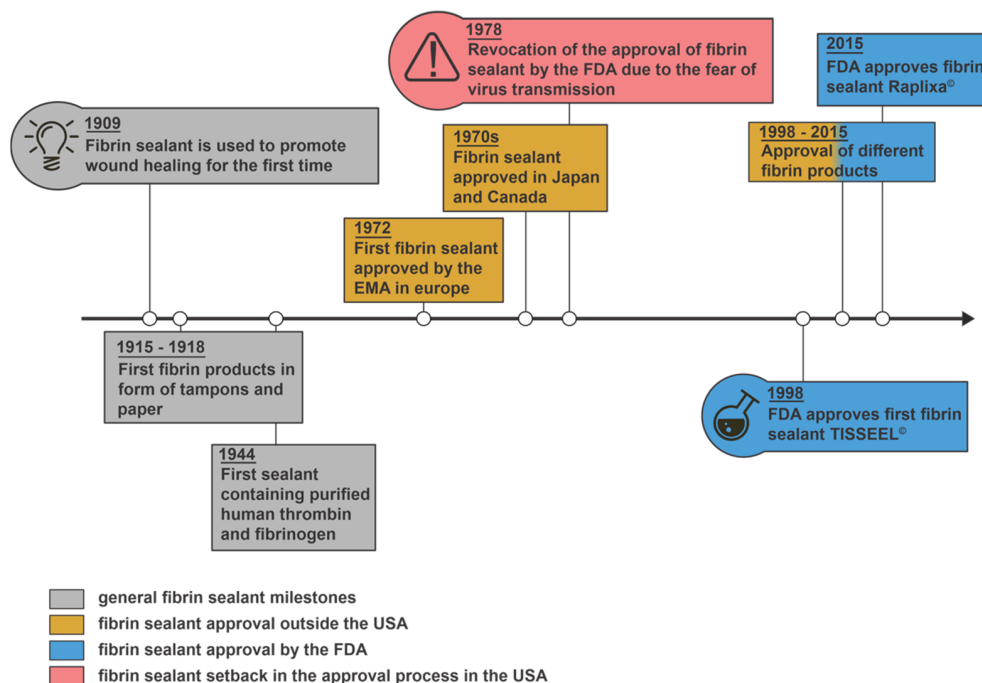 1909
Fibrin sealant is used to promote
wound healing for the first time
1915 - 1918
First fibrin products in
form of tampons and
paper
1944
First sealant
containing purified
human thrombin
and fibrinogen
1972
First fibrin sealant
approved by the
EMA in europe
1970s
Fibrin sealant
approved in Japan
and Canada
1978
Revocation of the approval of fibrin
sealant by the FDA due to the fear of
virus transmission
1998
FDA approves first fibrin
sealant TISSEEL©
1998 - 2015
Approval of different
fibrin products
2015
FDA approves fibrin
sealant Raplixa©
general fibrin sealant milestones
fibrin sealant approval outside the USA
fibrin sealant approval by the FDA
fibrin sealant setback in the approval process in the USA